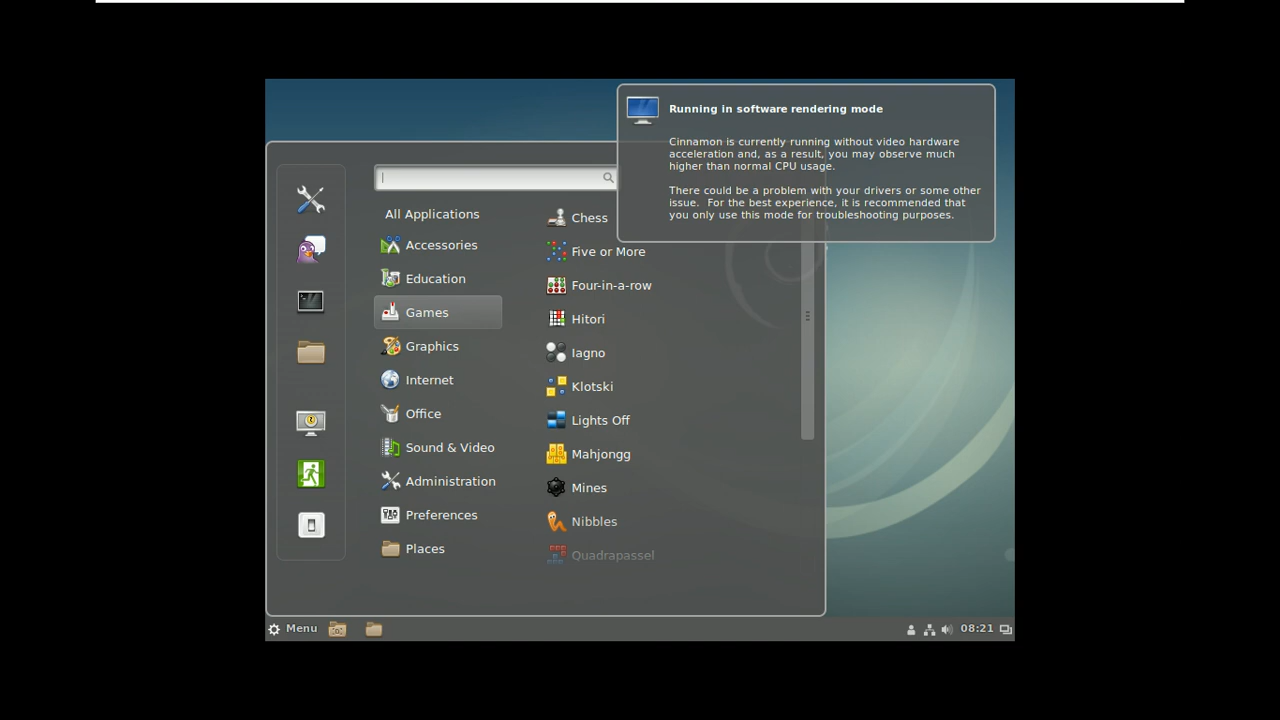 Running in software rendering mode
Cinnamon is currently running without video hardware
acceleration and, as a result, you may observe much
higher than normal CPU usage.
There could be a problem with your drivers or some other
issue.  For the best experience, it is recommended that
you only use this mode for troubleshooting purposes.
All Applications
Accessories
Education
Games
Graphics
Internet
Office
Sound & Video
Administration
Preferences
Places
Chess
Five or More
Four-in-a-row
Hitori
Iagno
Klotski
Lights Off
Mahjongg
Mines
Nibbles
Quadrapassel
Menu
08:21